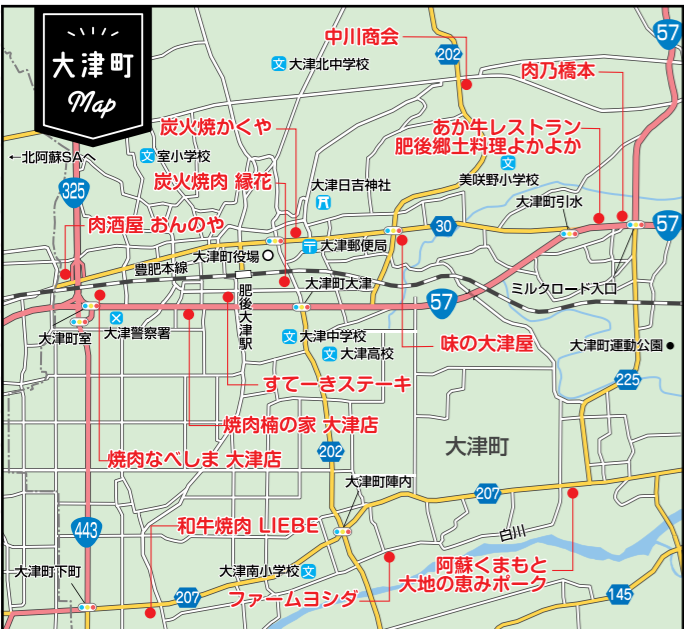 大津町
Map
中川商会
202
57
文 大津北中学校
肉乃橋本
炭火焼かくや
あか牛レストラン
肥後郷土料理よかよか
←北阿蘇SAへ
文 室小学校
文
美咲野小学校
325
炭火焼肉 縁花
大津日吉神社
大津町引水
肉酒屋 おんのや
30
57
大津町役場
〒 大津郵便局
豊肥本線
大津町大津
ミルクロード入口
肥後大津駅
57
大津町室
大津警察署
文 大津中学校
文 大津高校
味の大津屋
大津町運動公園
すてーきステーキ
225
焼肉楠の家 大津店
大津町
焼肉なべしま 大津店
202
大津町陣内
207
443
和牛焼肉 LIEBE
白川
大津町下町
大津南小学校 文
阿蘇くまもと
大地の恵みポーク
207
ファームヨシダ
145